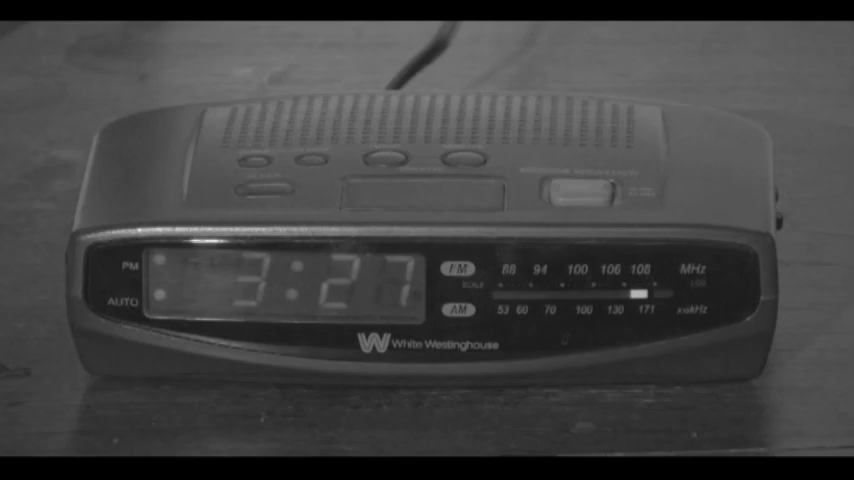 PM
AUTO
3:27
FM
SCALE
AM
88 94 100 106 108 MHz
53 60 70 100 130 171 x10kHz
W White Westinghouse